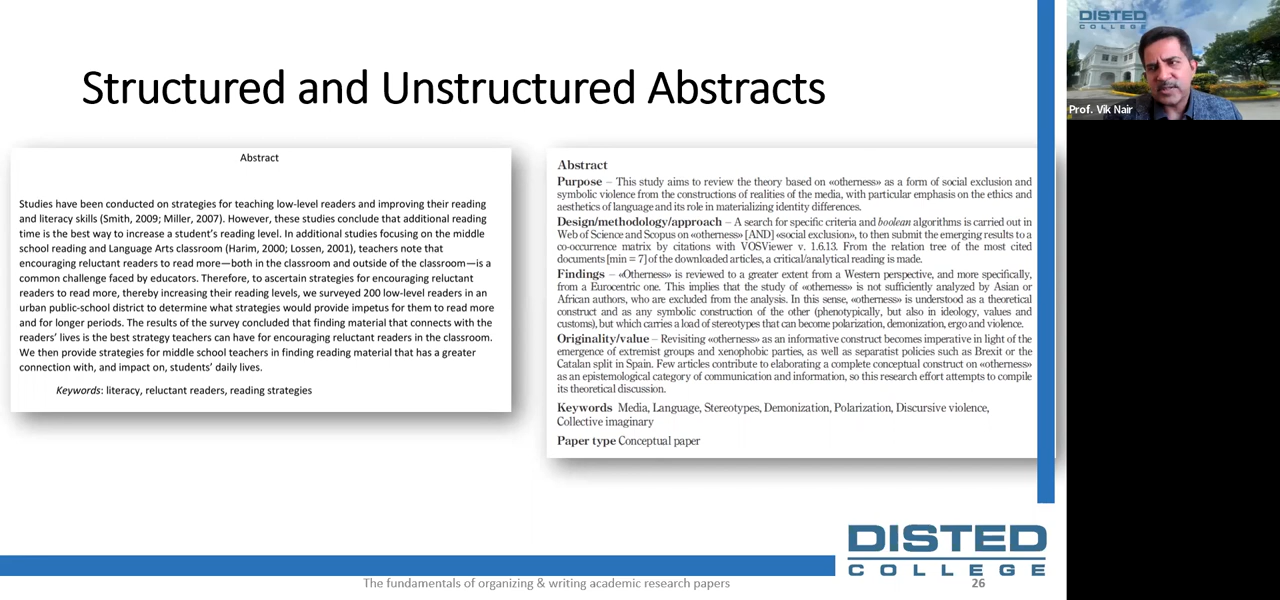 Structured and Unstructured Abstracts
Abstract
Studies have been conducted on strategies for teaching low-level readers and improving their reading
and literacy skills (Smith, 2009; Miller, 2007). However, these studies conclude that additional reading
time is the best way to increase a student's reading level. In additional studies focusing on the middle
school reading and Language Arts classroom (Harim, 2000; Lossen, 2001), teachers note that
encouraging reluctant readers to read more—both in the classroom and outside of the classroom—is a
common challenge faced by educators. Therefore, to ascertain strategies for encouraging reluctant
readers to read more, thereby increasing their reading levels, we surveyed 200 low-level readers in an
urban public-school district to determine what strategies would provide impetus for them to read more
and for longer periods. The results of the survey concluded that finding material that connects with the
readers' lives is the best strategy teachers can have for encouraging reluctant readers in the classroom.
We then provide strategies for middle school teachers in finding reading material that has a greater
connection with, and impact on, students' daily lives.
Keywords: literacy, reluctant readers, reading strategies
Abstract
Purpose – This study aims to review the theory based on «otherness» as a form of social exclusion and
symbolic violence from the constructions of realities of the media, with particular emphasis on the ethics and
aesthetics of language and its role in materializing identity differences.
Design/methodology/approach – A search for specific criteria and boolean algorithms is carried out in
Web of Science and Scopus on «otherness» [AND] «social exclusion», to then submit the emerging results to a
co-occurrence matrix by citations with VOSViewer v. 1.6.13. From the relation tree of the most cited
documents [min = 7] of the downloaded articles, a critical/analytical reading is made.
Findings – «Otherness» is reviewed to a greater extent from a Western perspective, and more specifically,
from a Eurocentric one. This implies that the study of «otherness» is not sufficiently analyzed by Asian or
African authors, who are excluded from the analysis. In this sense, «otherness» is understood as a theoretical
construct and as any symbolic construction of the other (phenotypically, but also in ideology, values and
customs), but which carries a load of stereotypes that can become polarization, demonization, ergo and violence.
Originality/value – Revisiting «otherness» as an informative construct becomes imperative in light of the
emergence of extremist groups and xenophobic parties, as well as separatist policies such as Brexit or the
Catalan split in Spain. Few articles contribute to elaborating a complete conceptual construct on «otherness»
as an epistemological category of communication and information, so this research effort attempts to compile
its theoretical discussion.
Keywords Media, Language, Stereotypes, Demonization, Polarization, Discursive violence,
Collective imaginary
Paper type Conceptual paper
DISTED
COLLEGE
The fundamentals of organizing & writing academic research papers
26
DISTED
COLLEGE
Prof. Vik Nair